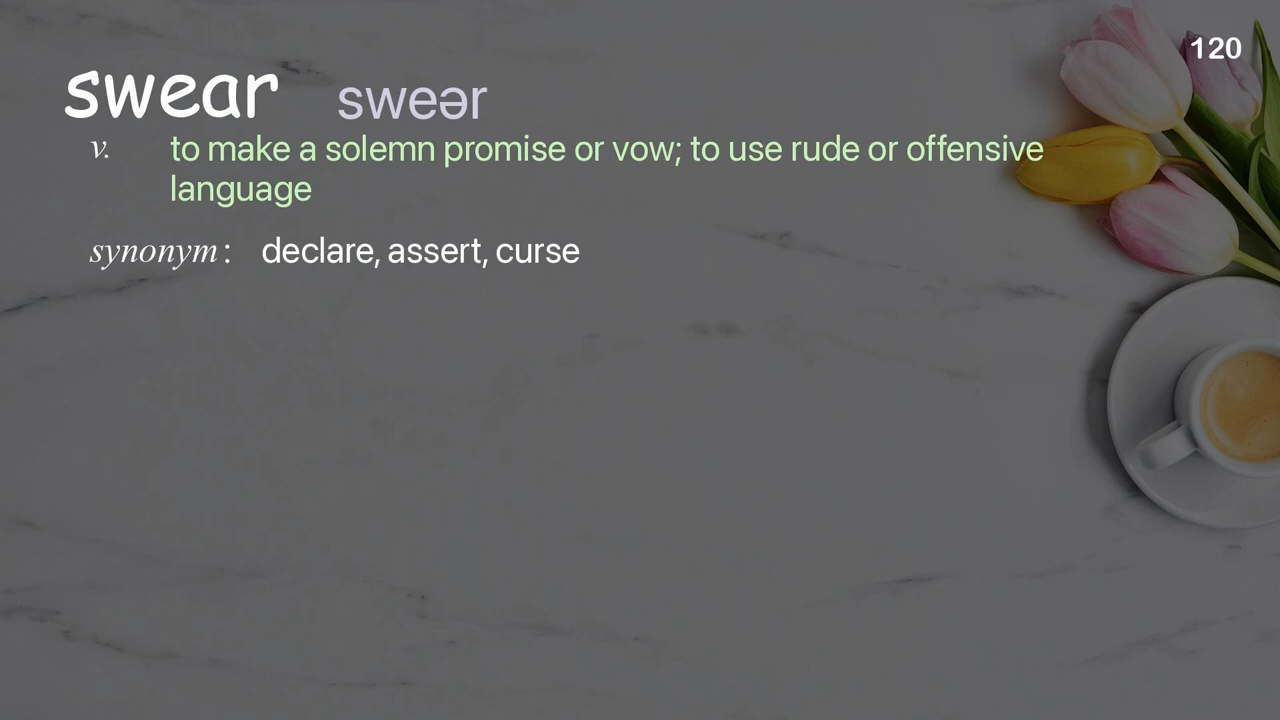 120
swear sweər
v. to make a solemn promise or vow; to use rude or offensive
language
synonym : declare, assert, curse